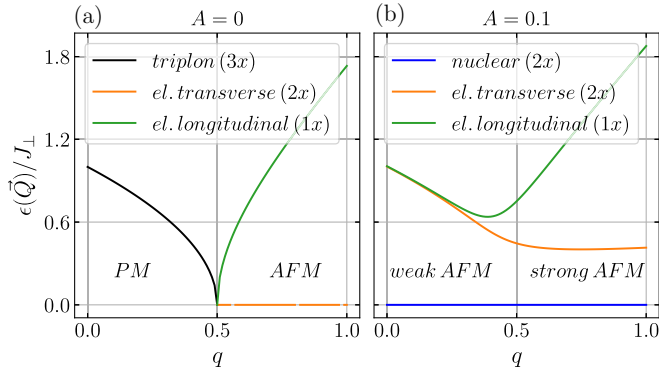 (a)
A = 0
(b)
A = 0.1
triplon (3x)
el. transverse (2x)
el. longitudinal (1x)
nuclear (2x)
el. transverse (2x)
el. longitudinal (1x)
ϵ(Q⃗)/J⊥
1.8
1.2
0.6
0.0
PM
AFM
weak AFM
strong AFM
0.0
0.5
1.0
0.0
0.5
1.0
q
q